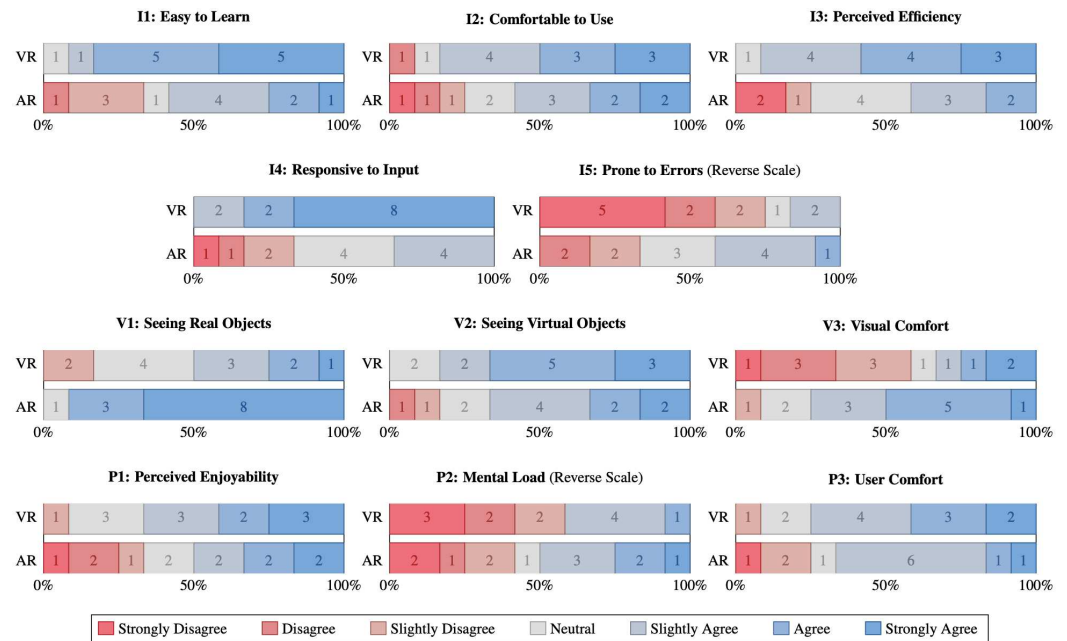 I1: Easy to Learn
VR 1 1 5 5
AR 1 3 1 4 2 1
0% 50% 100%
I2: Comfortable to Use
1 1 4 3 3
1 1 1 2 3 2 2
0% 50% 100%
I3: Perceived Efficiency
VR 1 4 4 3
AR 2 1 4 3 2
0% 50% 100%
I4: Responsive to Input
VR 2 2 8
AR 1 1 2 4 4
0% 50% 100%
I5: Prone to Errors (Reverse Scale)
VR 5 2 2 1 2
AR 2 2 3 4 1
0% 50% 100%
V1: Seeing Real Objects
VR 2 4 3 2 1
AR 1 3 8
0% 50% 100%
V2: Seeing Virtual Objects
VR 2 2 5 3
AR 1 1 2 4 2 2
0% 50% 100%
V3: Visual Comfort
VR 1 3 3 1 1 1 2
AR 1 2 3 5 1
0% 50% 100%
P1: Perceived Enjoyability
VR 1 3 3 2 3
AR 1 2 1 2 2 2 2
0% 50% 100%
P2: Mental Load (Reverse Scale)
VR 3 2 2 4 1
AR 2 1 2 1 3 2 1
0% 50% 100%
P3: User Comfort
VR 1 2 4 3 2
AR 1 2 1 6 1 1
0% 50% 100%
Strongly Disagree Disagree Slightly Disagree Neutral Slightly Agree Agree Strongly Agree